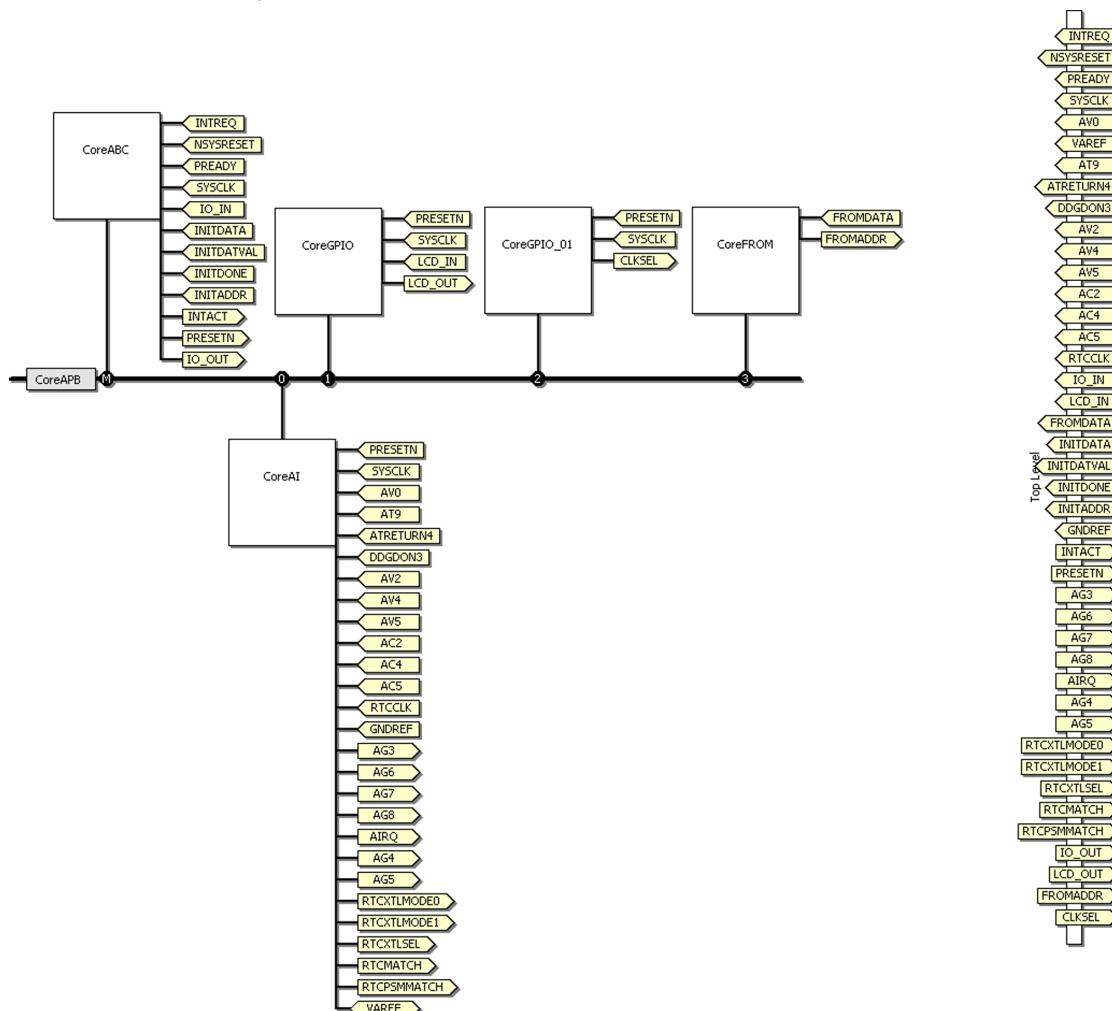 CoreABC
INTREQ
NSYSRESET
PREADY
SYSCLK
IO_IN
INITDATA
INITDATVAL
INITDONE
INITADDR
INTACT
PRESETN
IO_OUT
CoreGPIO
PRESETN
SYSCLK
LCD_IN
LCD_OUT
CoreGPIO_01
PRESETN
SYSCLK
CLKSEL
CoreFROM
FROMDATA
FROMADDR
CoreAPB
M
0
1
2
3
CoreAI
PRESETN
SYSCLK
AV0
AT9
ATRETURN4
DDGDON3
AV2
AV4
AV5
AC2
AC4
AC5
RTCCLK
GNDREF
AG3
AG6
AG7
AG8
AIRQ
AG4
AG5
RTCXTLMODE0
RTCXTLMODE1
RTCXTLSEL
RTCMATCH
RTCPSMMATCH
VAREF
Top Level
INTREQ
NSYSRESET
PREADY
SYSCLK
AV0
VAREF
AT9
ATRETURN4
DDGDON3
AV2
AV4
AV5
AC2
AC4
AC5
RTCCLK
IO_IN
LCD_IN
FROMDATA
INITDATA
INITDATVAL
INITDONE
INITADDR
GNDREF
INTACT
PRESETN
AG3
AG6
AG7
AG8
AIRQ
AG4
AG5
RTCXTLMODE0
RTCXTLMODE1
RTCXTLSEL
RTCMATCH
RTCPSMMATCH
IO_OUT
LCD_OUT
FROMADDR
CLKSEL